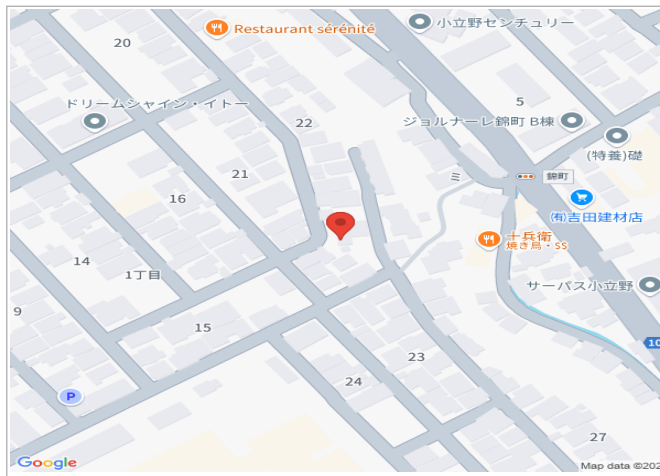 20
Restaurant sérénité
小立野センチュリー
ドリームシャイン・イトー
5
ジョルナーレ錦町 B棟
22
(特養)礎
21
ミ
錦町
16
㈲吉田建材店
十兵衛
焼き鳥・SS
14
1丁目
サーパス小立野
9
15
10
23
24
P
27
Google
Map data ©202